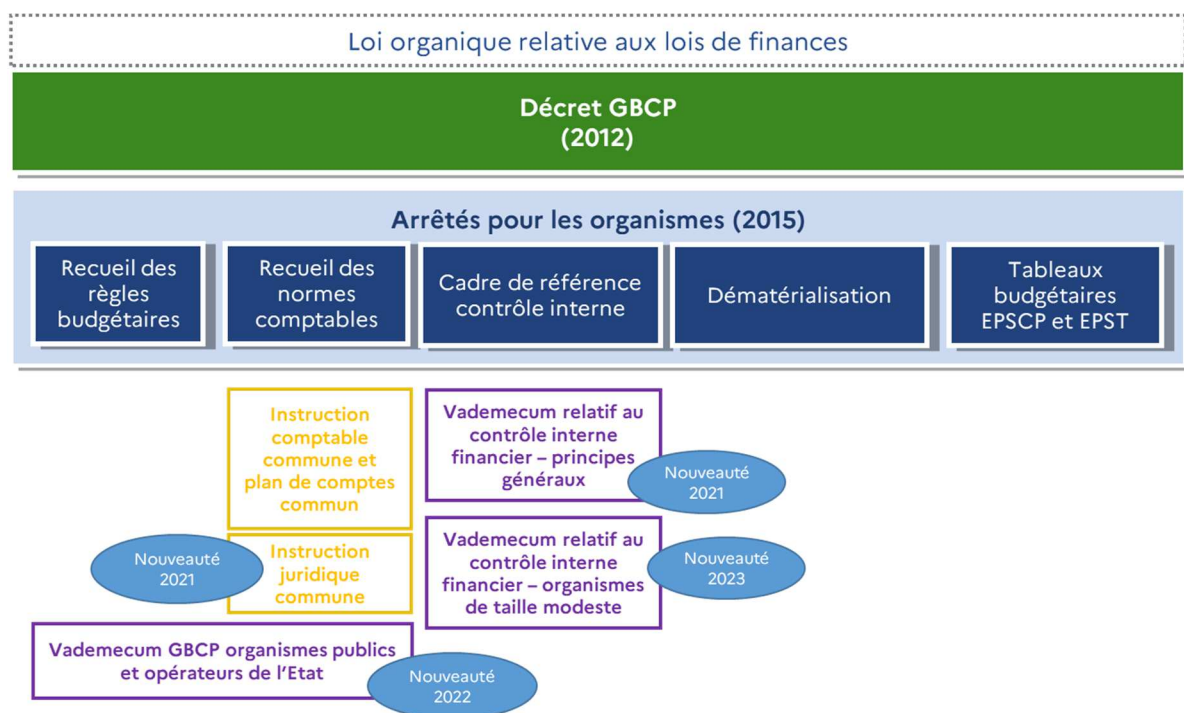 Loi organique relative aux lois de finances
Décret GBCP
(2012)
Arrêtés pour les organismes (2015)
Recueil des
règles
budgétaires
Recueil des
normes
comptables
Cadre de référence
contrôle interne
Dématérialisation
Tableaux
budgétaires
EPSCP et EPST
Instruction
comptable
commune et
plan de comptes
commun
Vademecum relatif au
contrôle interne
financier – principes
généraux
Nouveauté
2021
Nouveauté
2021
Instruction
juridique
commune
Vademecum relatif au
contrôle interne
financier – organismes
de taille modeste
Nouveauté
2023
Vademecum GBCP organismes publics
et opérateurs de l’Etat
Nouveauté
2022